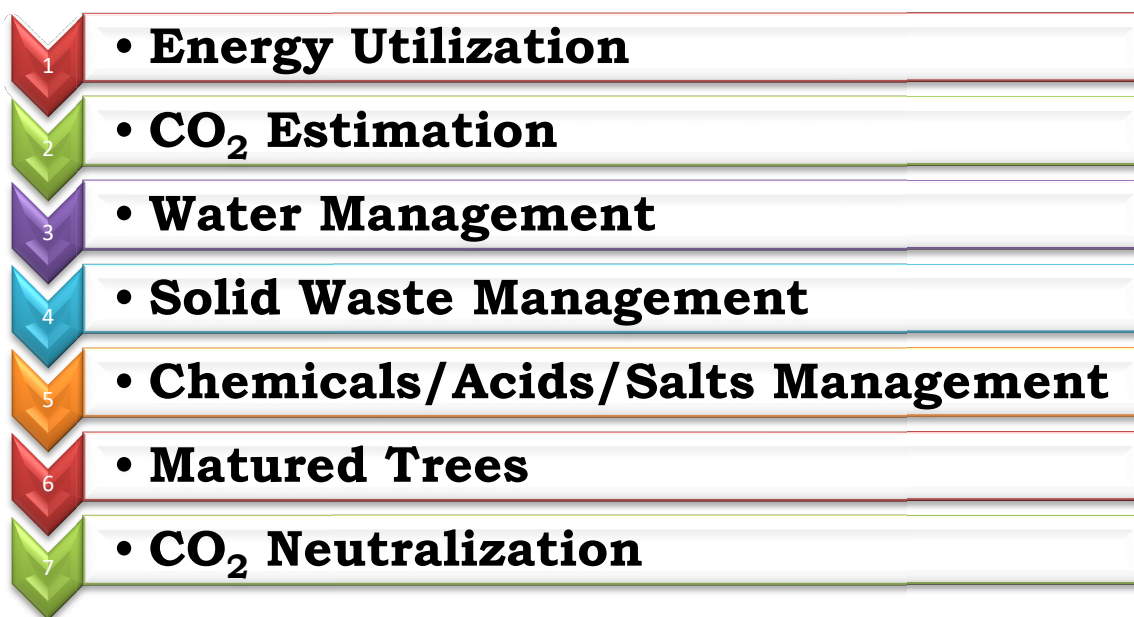 1 • Energy Utilization
2 • CO₂ Estimation
3 • Water Management
4 • Solid Waste Management
5 • Chemicals/Acids/Salts Management
6 • Matured Trees
7 • CO₂ Neutralization